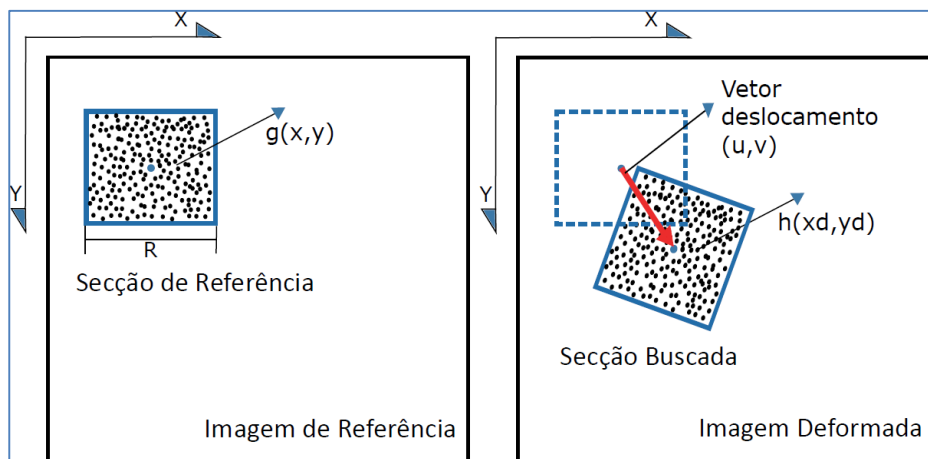 X
Y
g(x,y)
R
Secção de Referência
Imagem de Referência
X
Y
Vetor
deslocamento
(u,v)
h(xd,yd)
Secção Buscada
Imagem Deformada